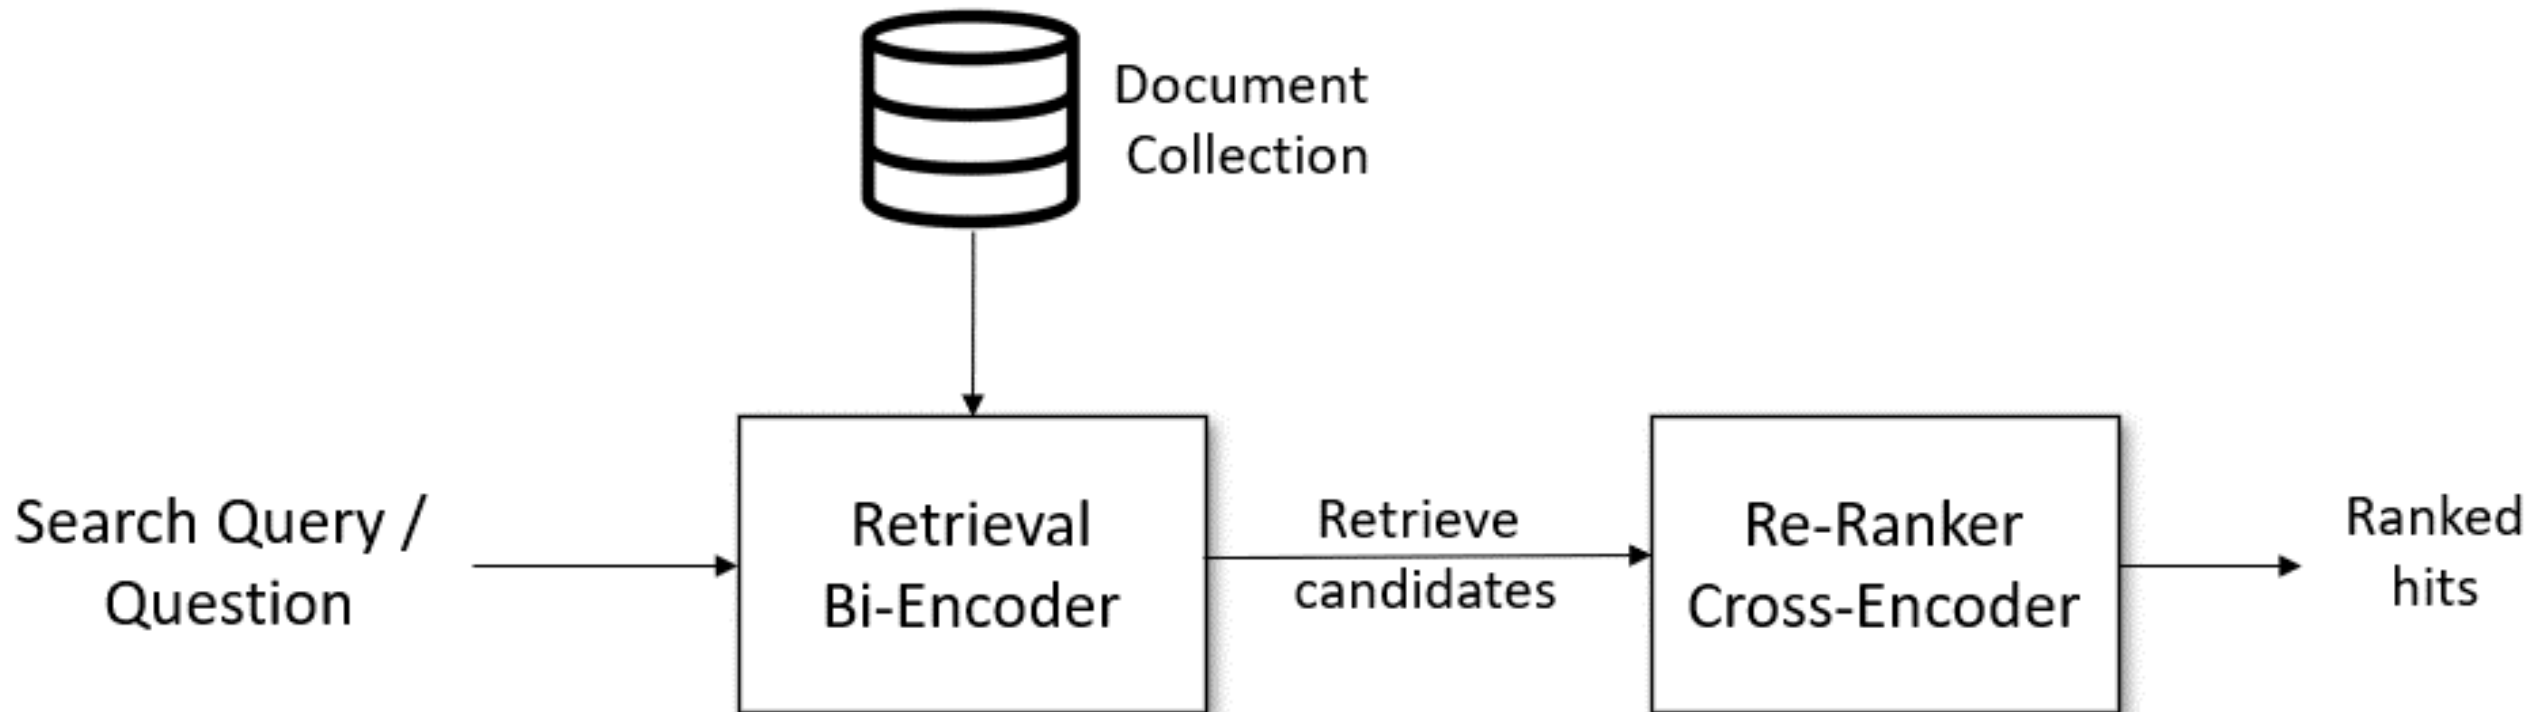 Document
Collection
Search Query /
Question
Retrieval
Bi-Encoder
Retrieve
candidates
Re-Ranker
Cross-Encoder
Ranked
hits